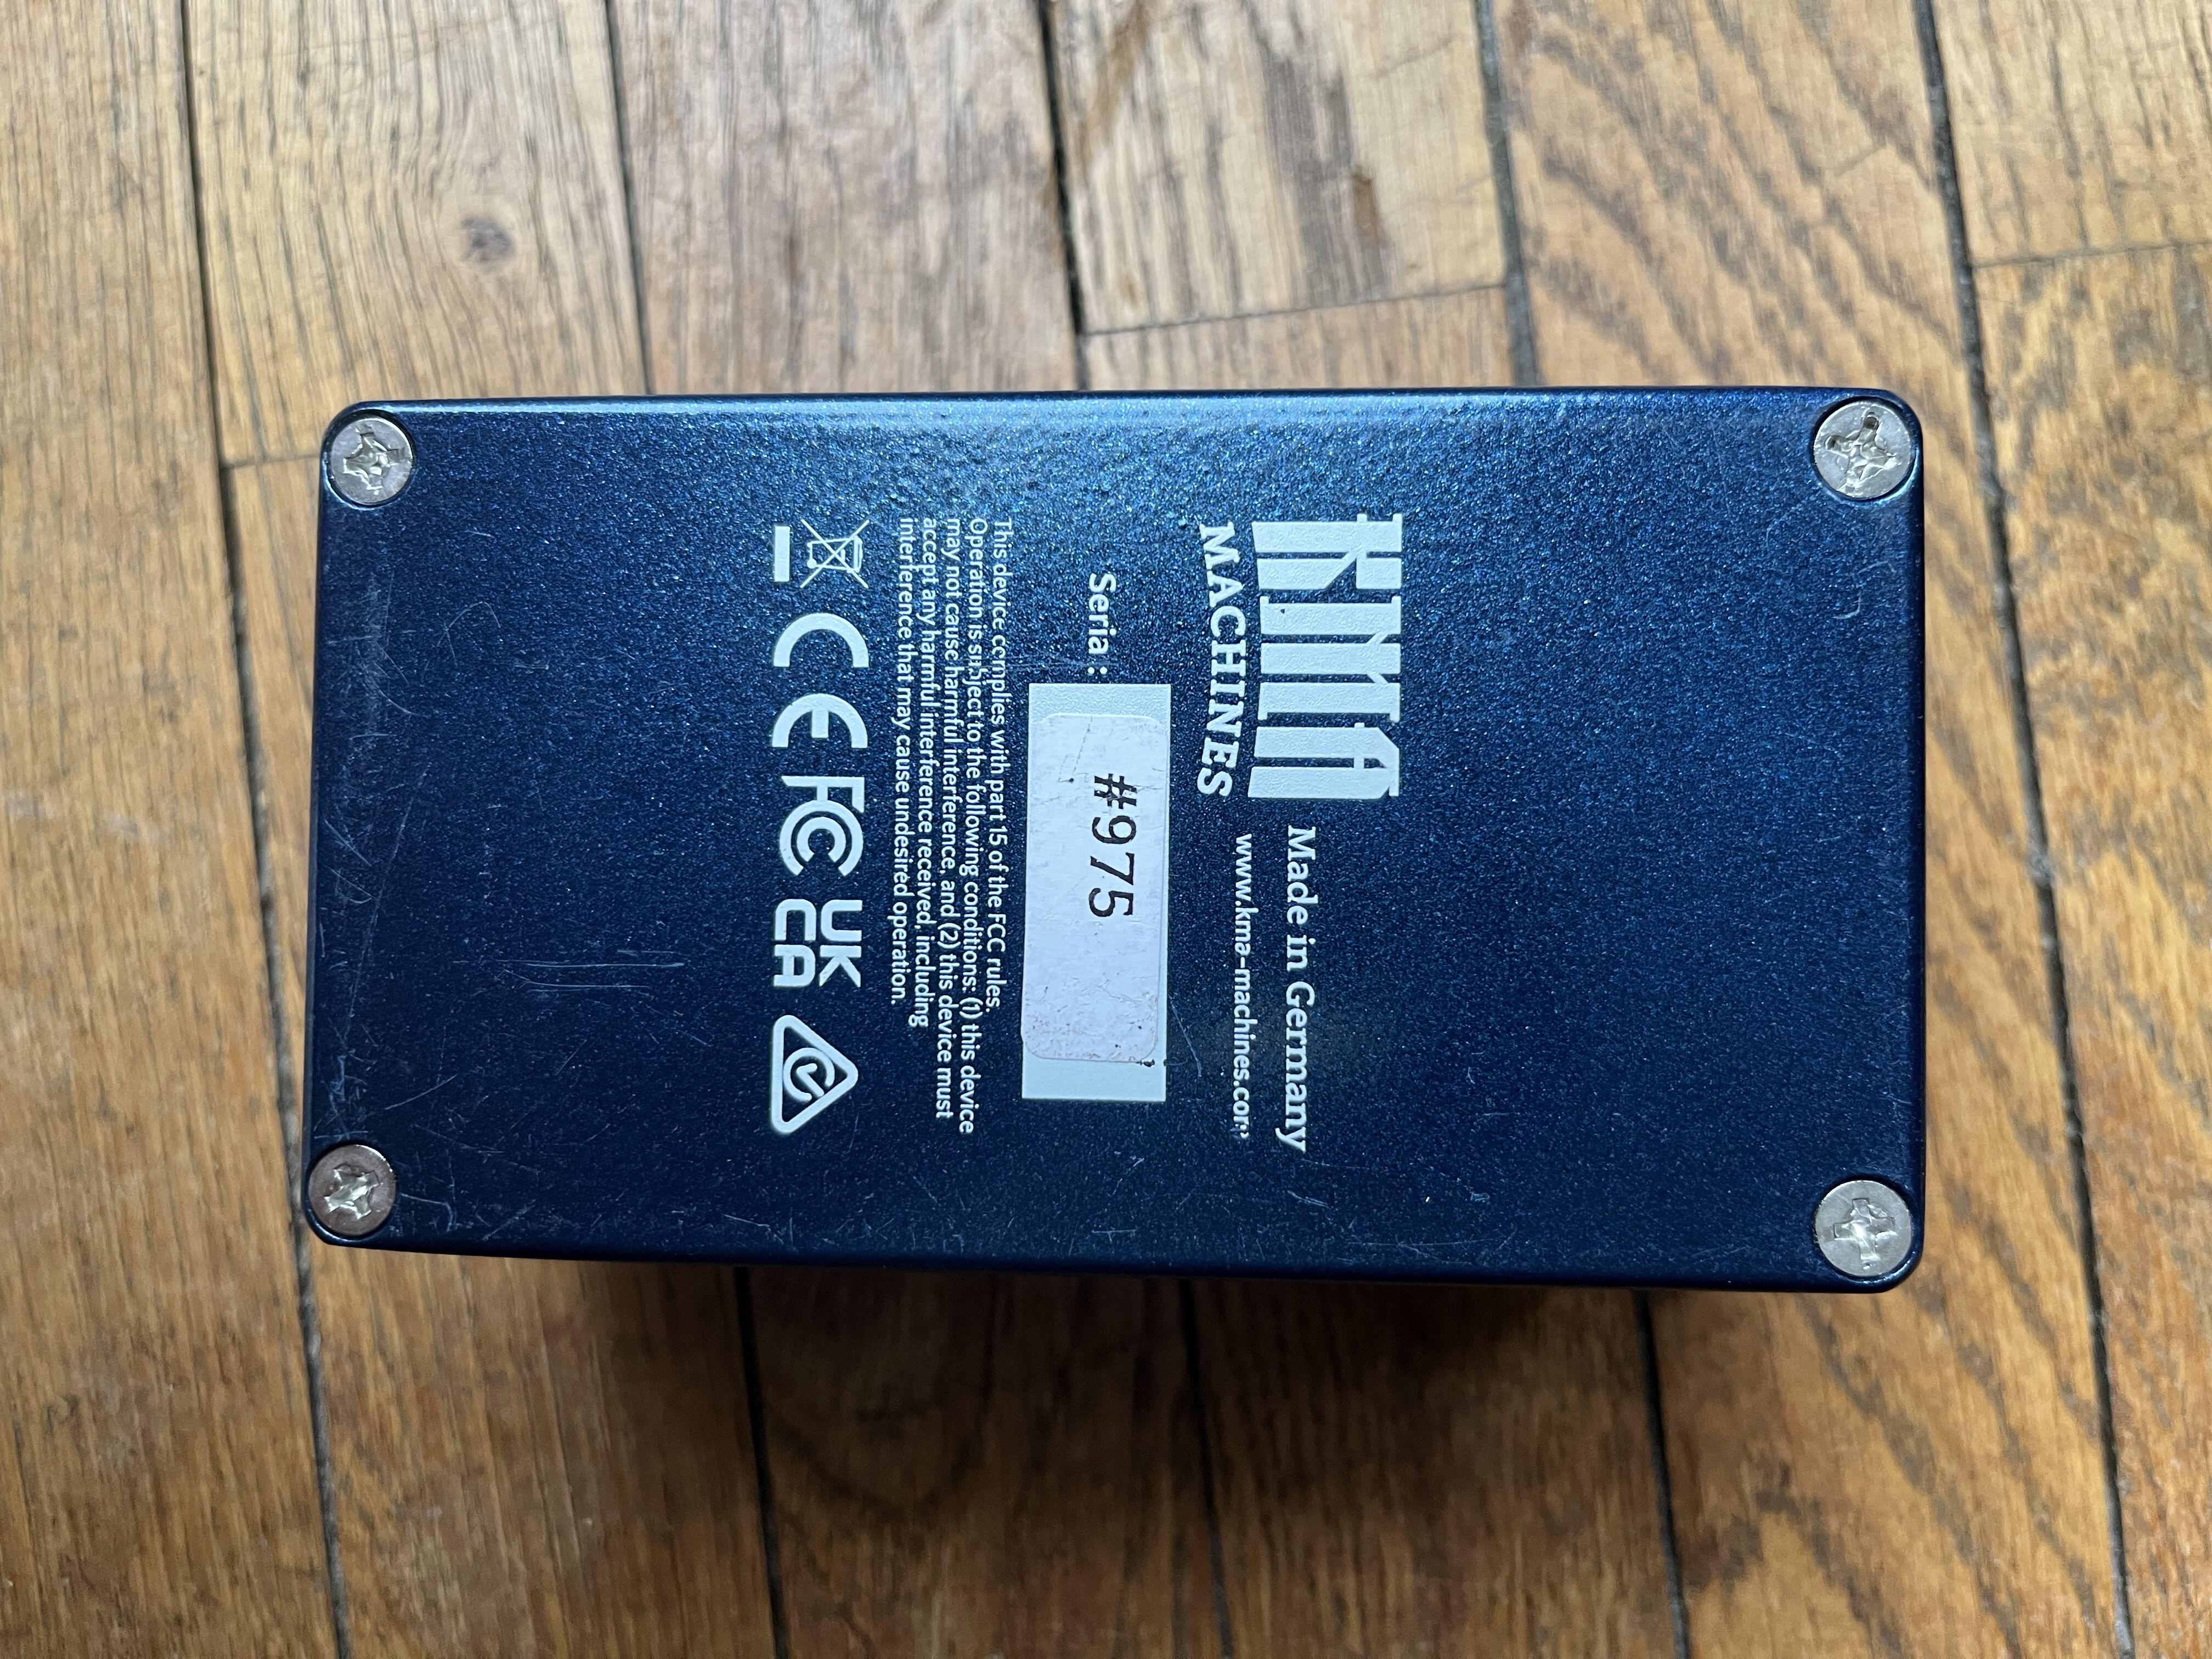 KMA
MACHINES
Made in Germany
www.kma-machines.com
Seria :
#975
This device complies with part 15 of the FCC rules.
Operation is subject to the following conditions: (1) this device
may not cause harmful interference, and (2) this device must
accept any harmful interference received, including
interference that may cause undesired operation.
CE FC UK
CA